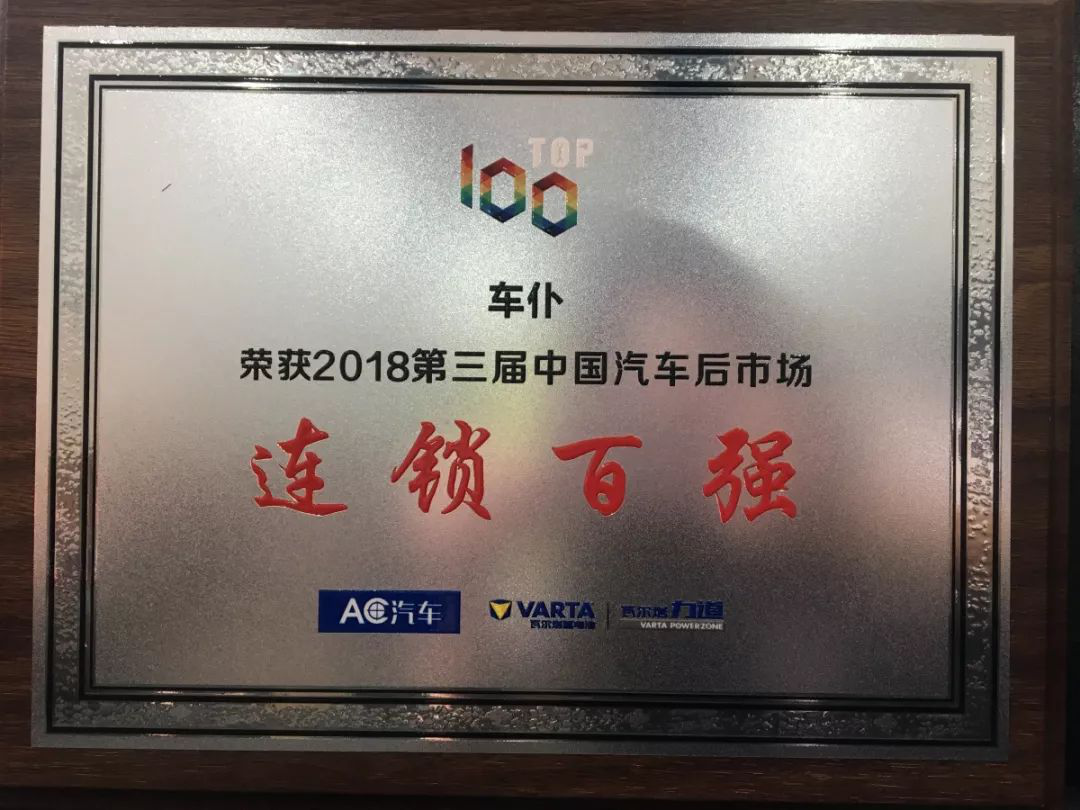 TOP
100
车仆
荣获2018第三届中国汽车后市场
连锁百强
AC汽车
VARTA
瓦尔塔蓄电池
瓦尔塔力道
VARTA POWERZONE